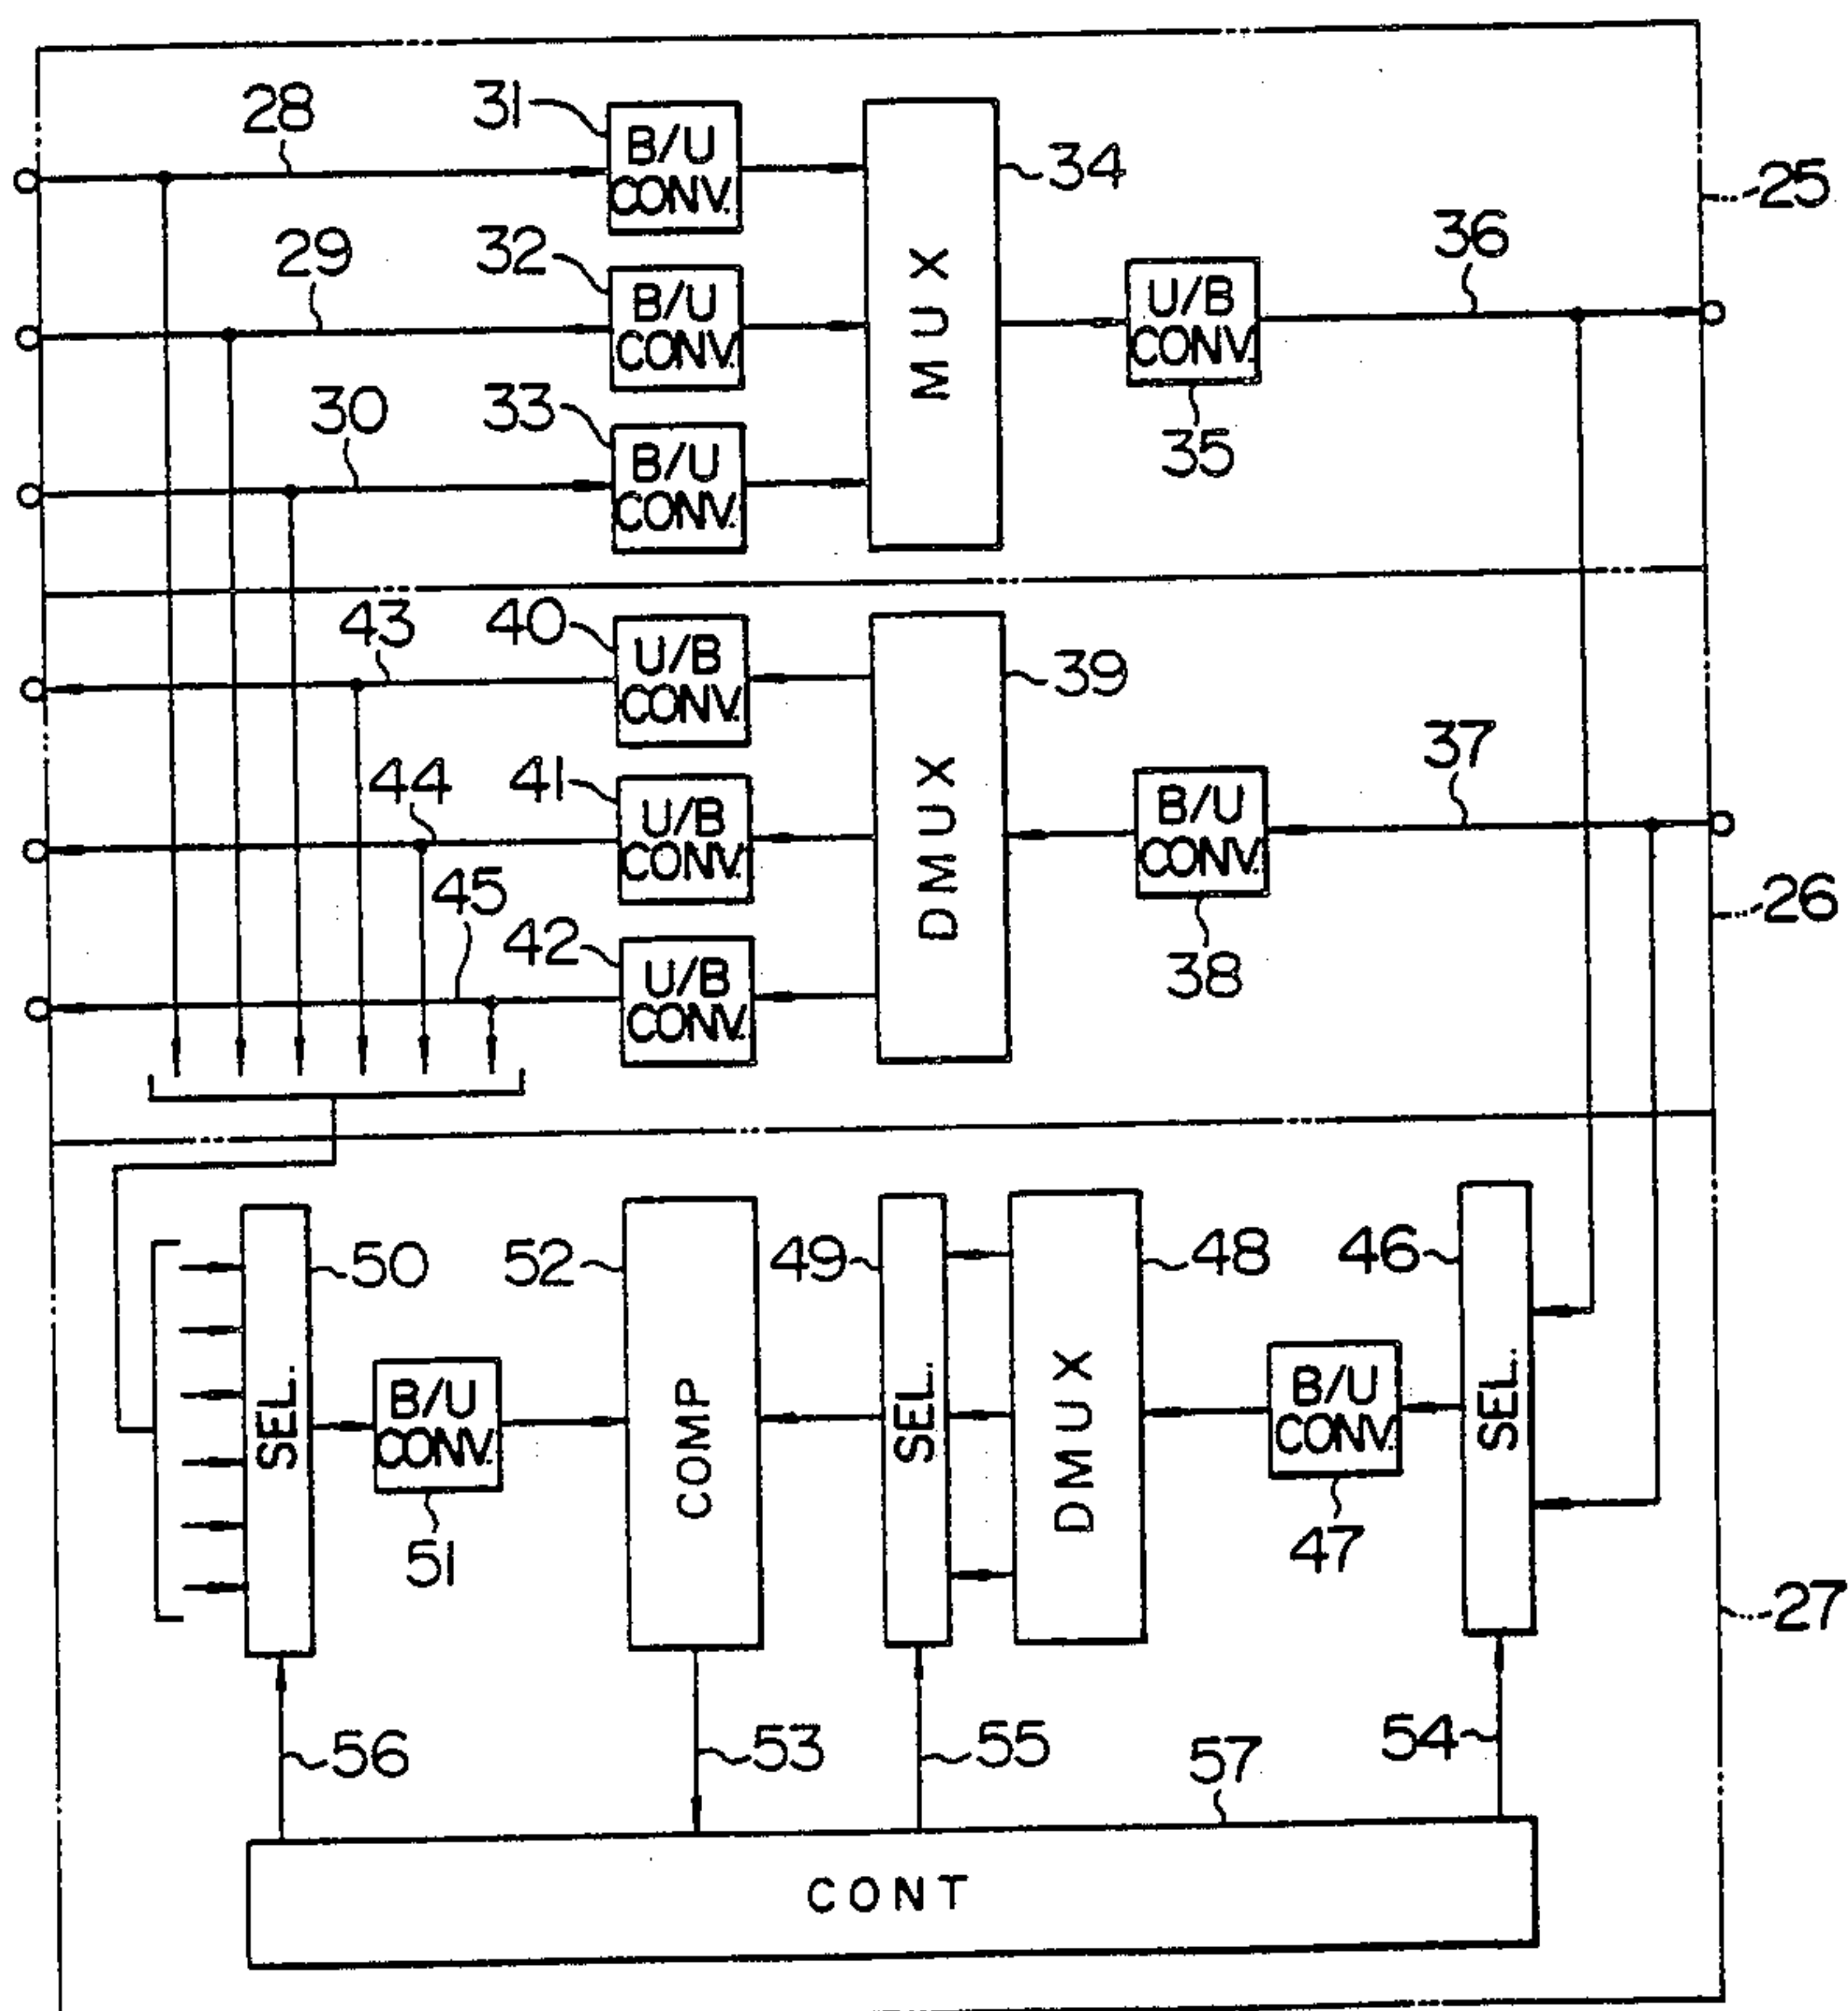 28
31
B/U
CONV.
34
25
29
32
B/U
CONV.
MUX
36
U/B
CONV.
35
30
33
B/U
CONV.
43
40
U/B
CONV.
39
44
41
U/B
CONV.
DMUX
37
B/U
CONV.
38
26
45
42
U/B
CONV.
50
SEL.
B/U
CONV.
51
52
COMP
49
SEL.
48
DMUX
B/U
CONV.
47
46
SEL.
27
56
53
55
57
54
CONT